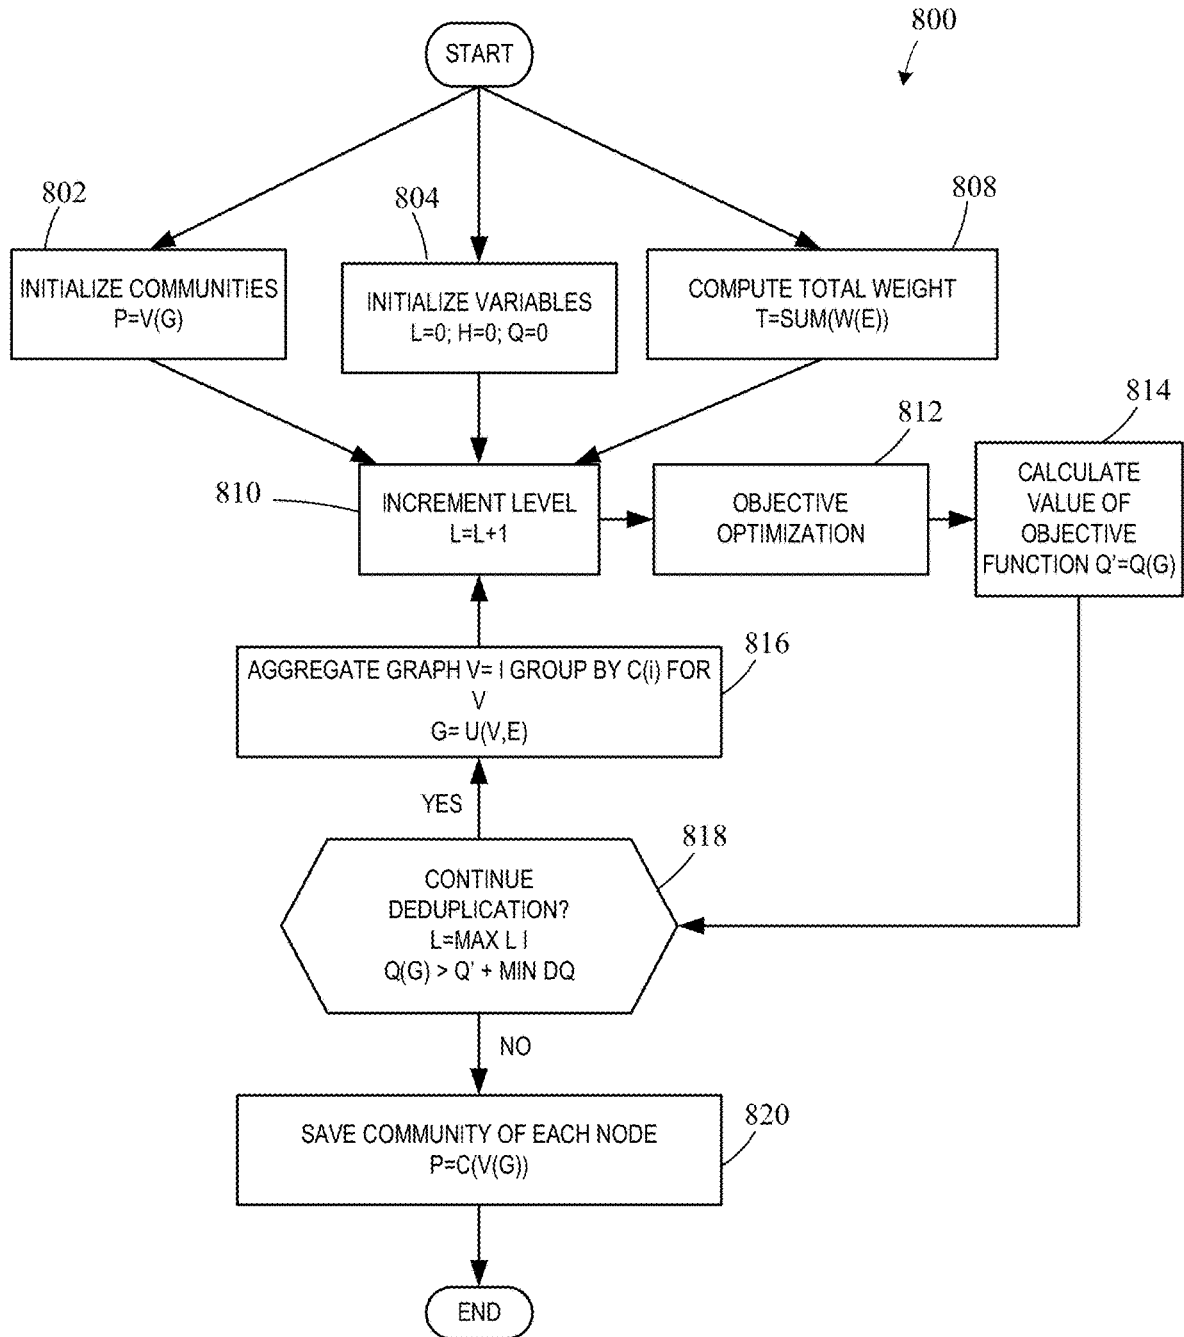 800
START
802
804
808
INITIALIZE COMMUNITIES
P=V(G)
INITIALIZE VARIABLES
L=0; H=0; Q=0
COMPUTE TOTAL WEIGHT
T=SUM(W(E))
810
INCREMENT LEVEL
L=L+1
812
OBJECTIVE
OPTIMIZATION
814
CALCULATE
VALUE OF
OBJECTIVE
FUNCTION Q'=Q(G)
816
AGGREGATE GRAPH V= I GROUP BY C(i) FOR
V
G= U(V,E)
YES
818
CONTINUE
DEDUPLICATION?
L=MAX L I
Q(G) > Q' + MIN DQ
NO
820
SAVE COMMUNITY OF EACH NODE
P=C(V(G))
END